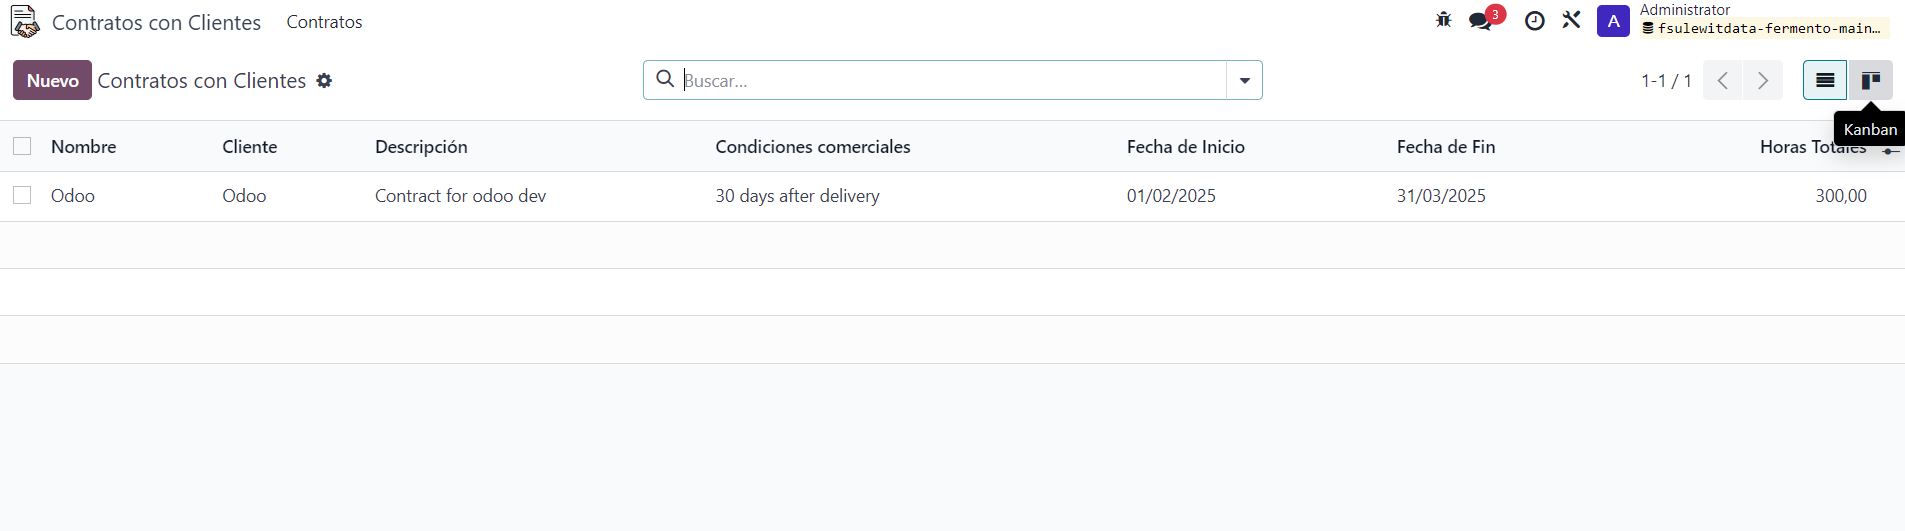 Contratos con Clientes Contratos 3 A Administrator
fsulewitdata-fermento-main…
Nuevo Contratos con Clientes Buscar... 1-1 / 1
Kanban
Nombre Cliente Descripción Condiciones comerciales Fecha de Inicio Fecha de Fin Horas Totales
Odoo Odoo Contract for odoo dev 30 days after delivery 01/02/2025 31/03/2025 300,00